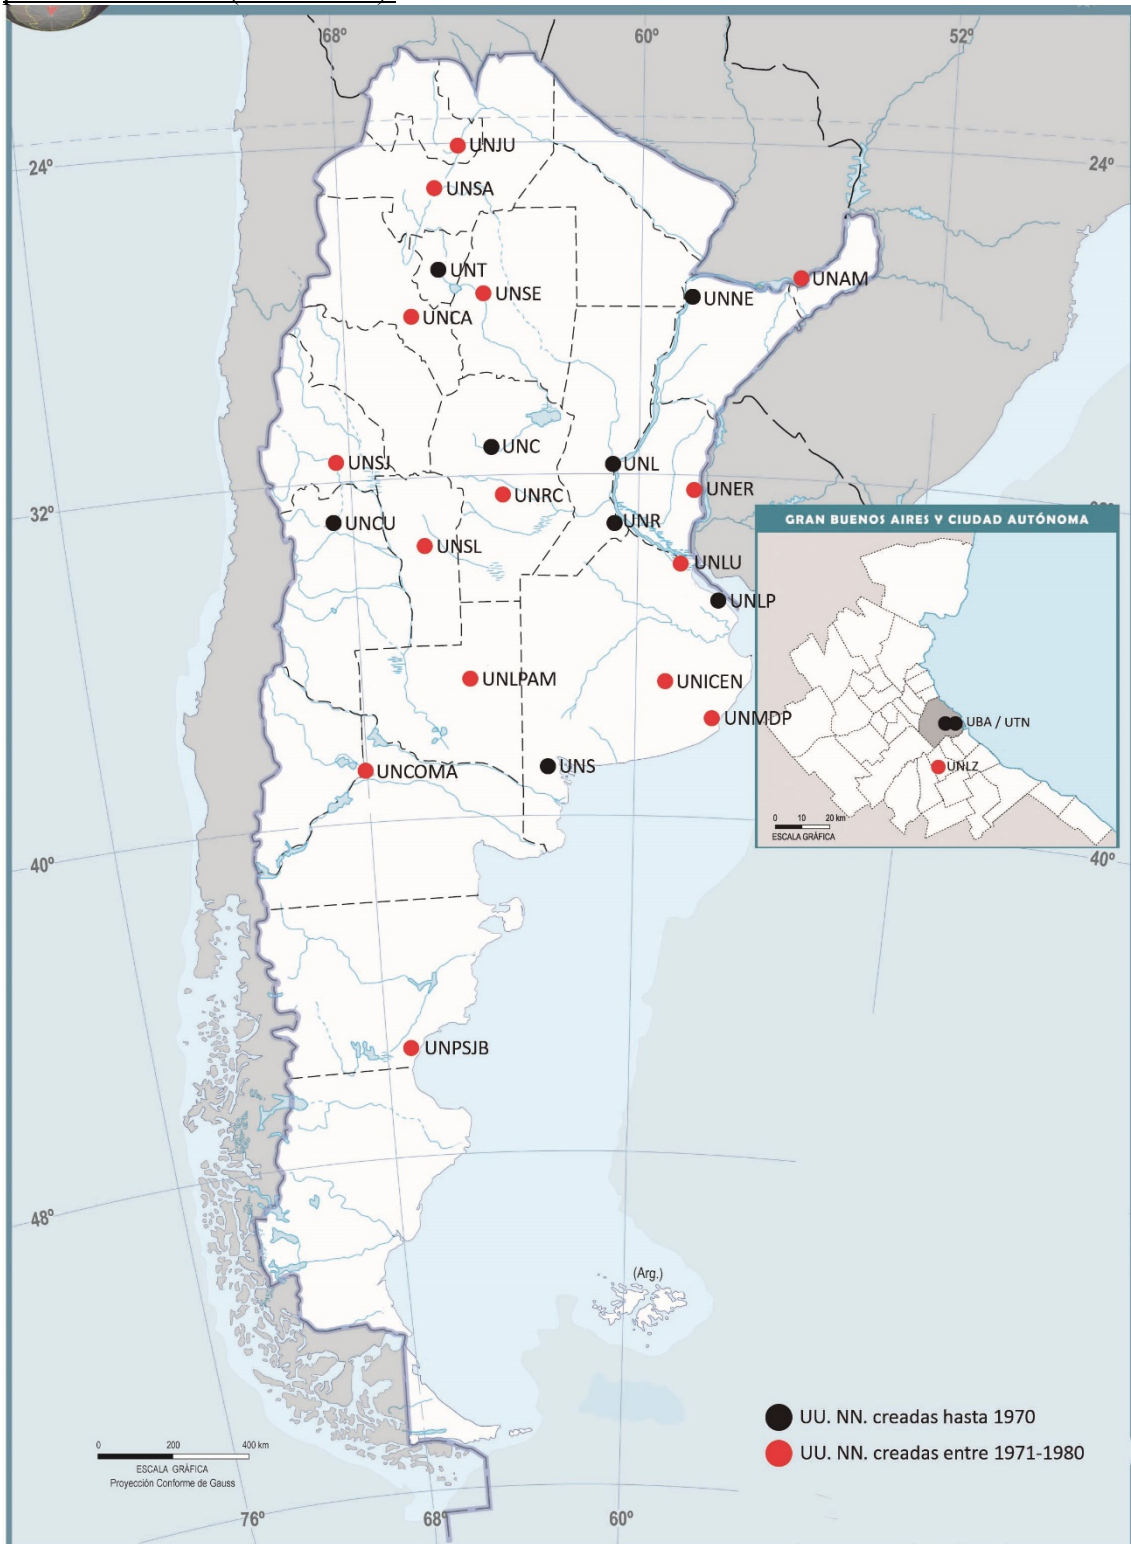 68º
60º
52º
24º
24º
UNJU
UNSA
UNT
UNSE
UNCA
UNNE
UNAM
UNC
UNL
UNSJ
UNRC
UNER
UNCU
UNR
32º
UNSL
UNLU
UNLP
GRAN BUENOS AIRES Y CIUDAD AUTÓNOMA
UBA / UTN
UNLZ
0 10 20 km
ESCALA GRÁFICA
UNLPAM
UNICEN
UNMDP
UNCOMA
UNS
40º
40º
UNPSJB
48º
(Arg.)
UU. NN. creadas hasta 1970
UU. NN. creadas entre 1971-1980
0 200 400 km
ESCALA GRÁFICA
Proyección Conforme de Gauss
76º
68º
60º